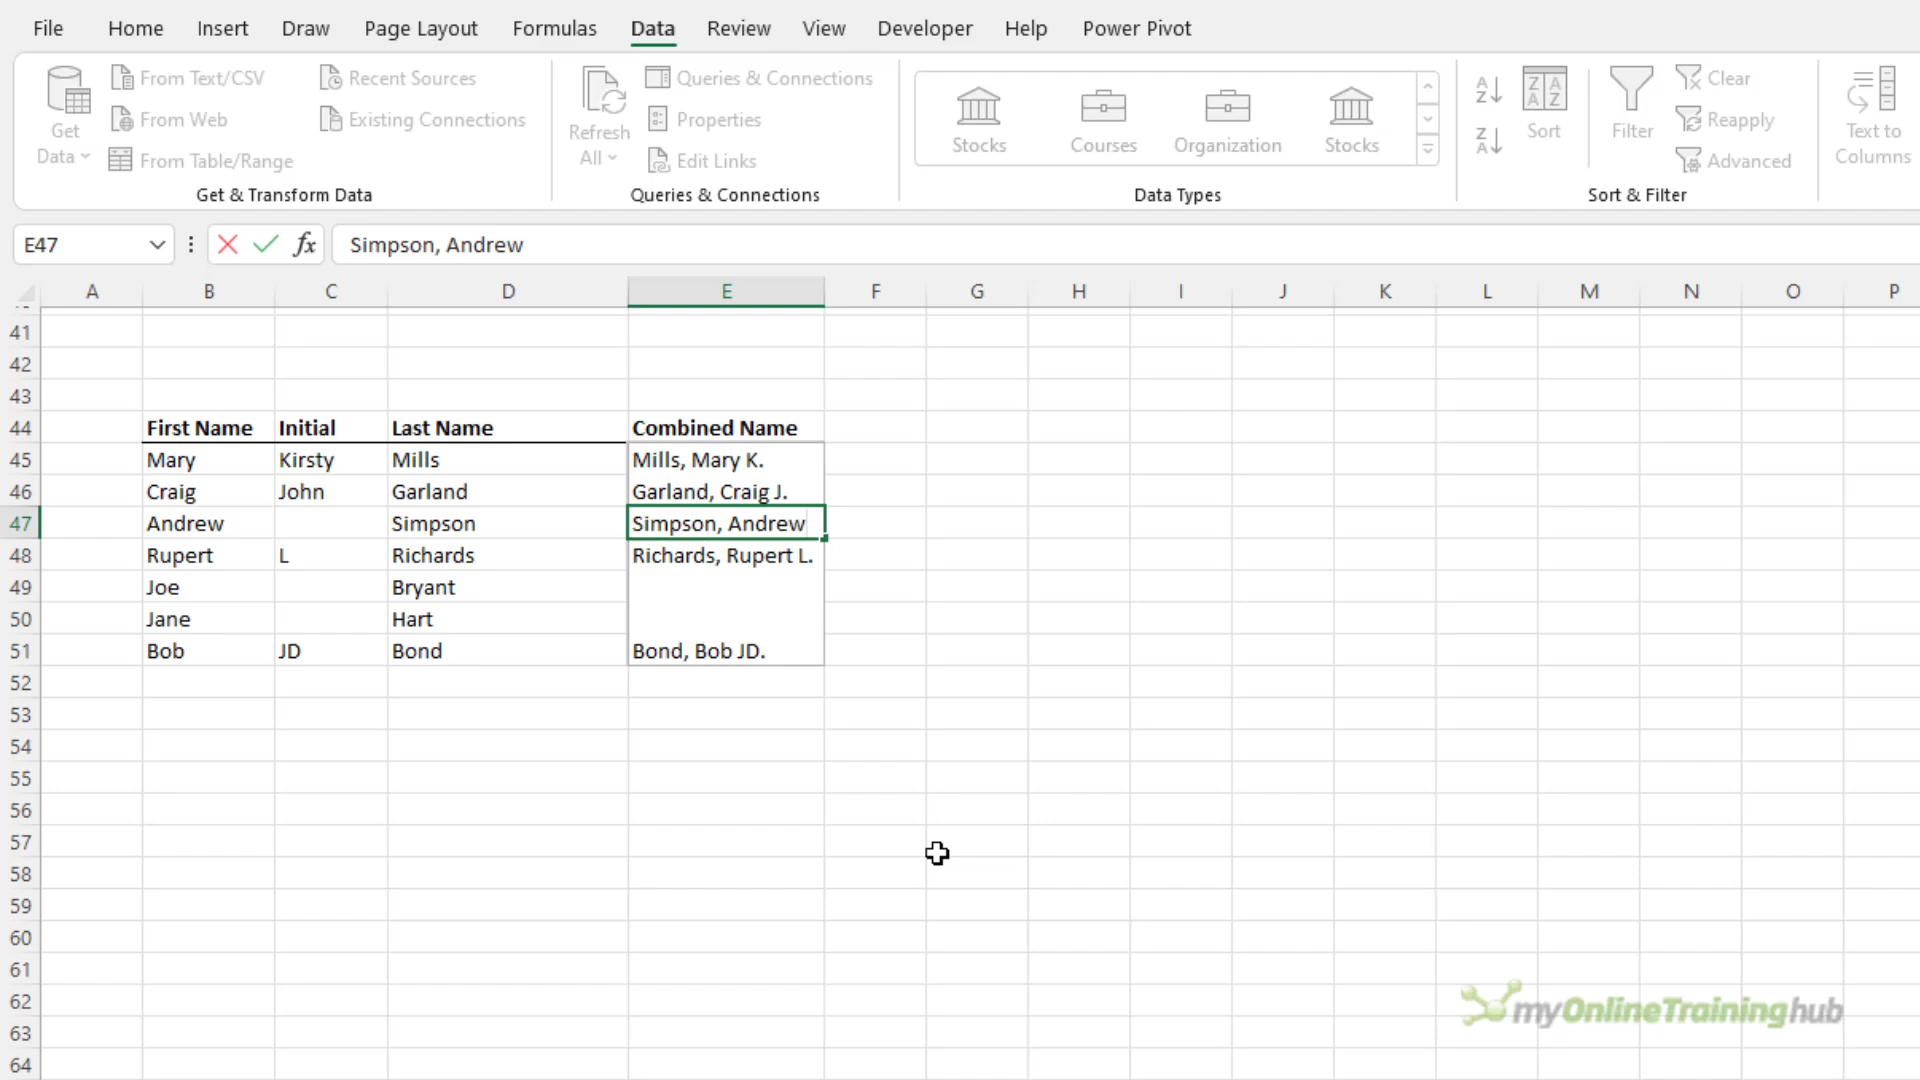 File Home Insert Draw Page Layout Formulas Data Review View Developer Help Power Pivot
Get Data
From Text/CSV
From Web
From Table/Range
Recent Sources
Existing Connections
Get & Transform Data
Refresh All
Queries & Connections
Properties
Edit Links
Queries & Connections
Stocks Courses Organization Stocks
Data Types
Sort
Filter
Clear
Reapply
Advanced
Sort & Filter
Text to Columns
E47 fx Simpson, Andrew
A B C D E F G H I J K L M N O P
41
42
43
44 First Name Initial Last Name Combined Name
45 Mary Kirsty Mills Mills, Mary K.
46 Craig John Garland Garland, Craig J.
47 Andrew Simpson Simpson, Andrew
48 Rupert L Richards Richards, Rupert L.
49 Joe Bryant
50 Jane Hart
51 Bob JD Bond Bond, Bob JD.
52
53
54
55
56
57
58
59
60
61
62
63
64
myOnlineTraininghub